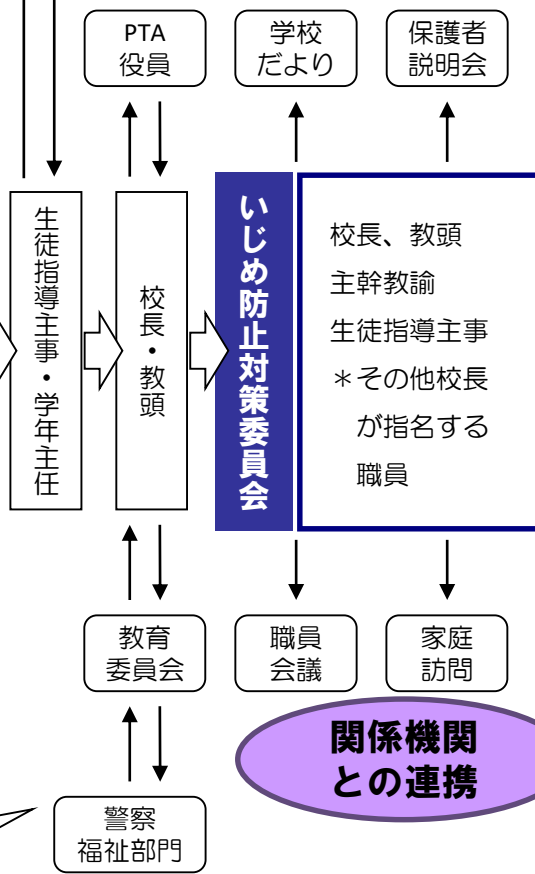 PTA
役員
学校
だより
保護者
説明会
生徒指導主事・学年主任
校長・教頭
いじめ防止対策委員会
校長、教頭
主幹教諭
生徒指導主事
＊その他校長
が指名する
職員
教育
委員会
職員
会議
家庭
訪問
関係機関
との連携
警察
福祉部門